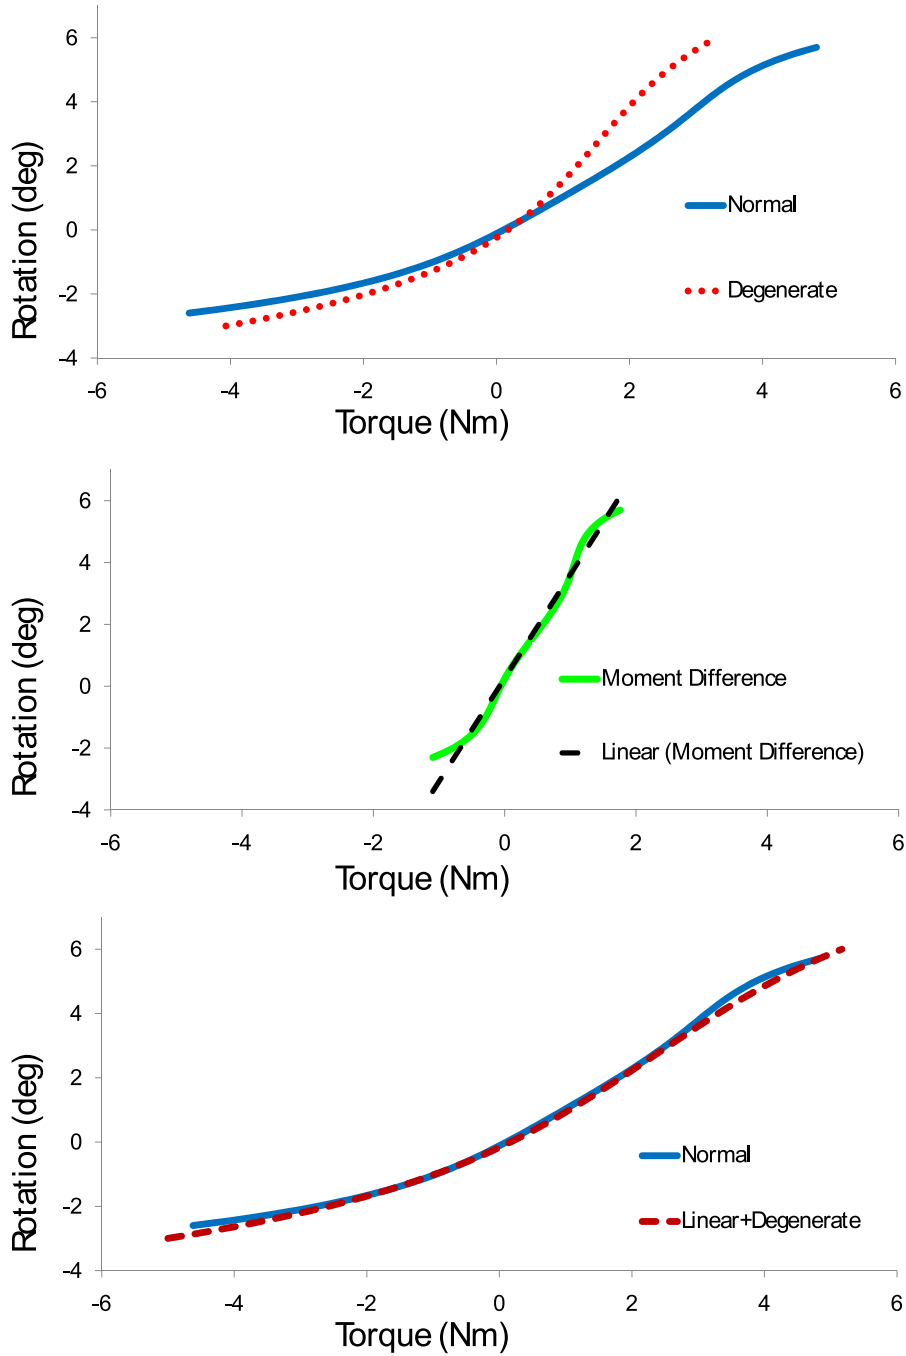 6
4
2
0
-2
-4
-6 -4 -2 0 2 4 6
Rotation (deg)
Torque (Nm)
Normal
Degenerate
6
4
2
0
-2
-4
-6 -4 -2 0 2 4 6
Rotation (deg)
Torque (Nm)
Moment Difference
Linear (Moment Difference)
6
4
2
0
-2
-4
-6 -4 -2 0 2 4 6
Rotation (deg)
Torque (Nm)
Normal
Linear+Degenerate